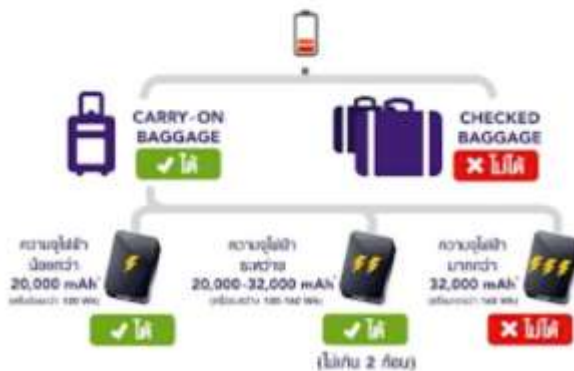 CARRY-ON
BAGGAGE
ได้
CHECKED
BAGGAGE
ไม่ได้
ความจุไฟฟ้า
น้อยกว่า
20,000 mAh*
ได้
ความจุไฟฟ้า
ระหว่าง
20,000-32,000 mAh*
ได้
(ไม่เกิน 2 ก้อน)
ความจุไฟฟ้า
มากกว่า
32,000 mAh*
ไม่ได้